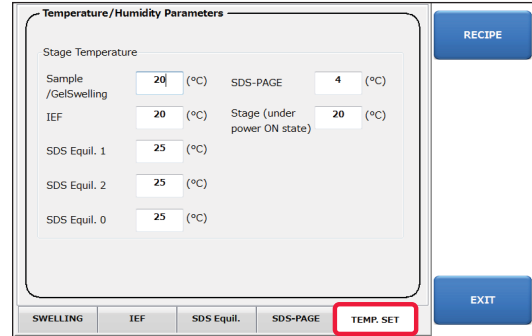 Temperature/Humidity Parameters
RECIPE
Stage Temperature
Sample
/GelSwelling
20 (°C)
SDS-PAGE 4 (°C)
IEF 20 (°C)
Stage (under
power ON state)
20 (°C)
SDS Equil. 1 25 (°C)
SDS Equil. 2 25 (°C)
SDS Equil. 0 25 (°C)
SWELLING IEF SDS Equil. SDS-PAGE TEMP. SET
EXIT